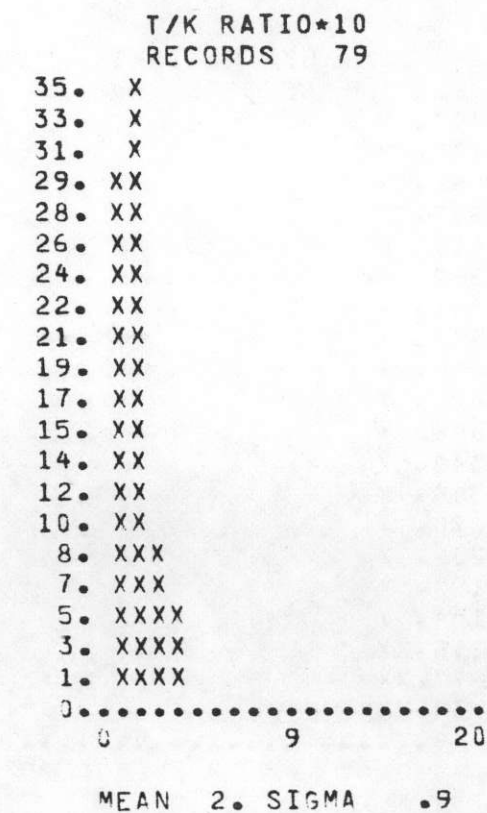 T/K RATIO*10
RECORDS 79
35. X
33. X
31. X
29. XX
28. XX
26. XX
24. XX
22. XX
21. XX
19. XX
17. XX
15. XX
14. XX
12. XX
10. XX
8. XXX
7. XXX
5. XXXX
3. XXXX
1. XXXX
0..................
0 9 20
MEAN 2. SIGMA .9